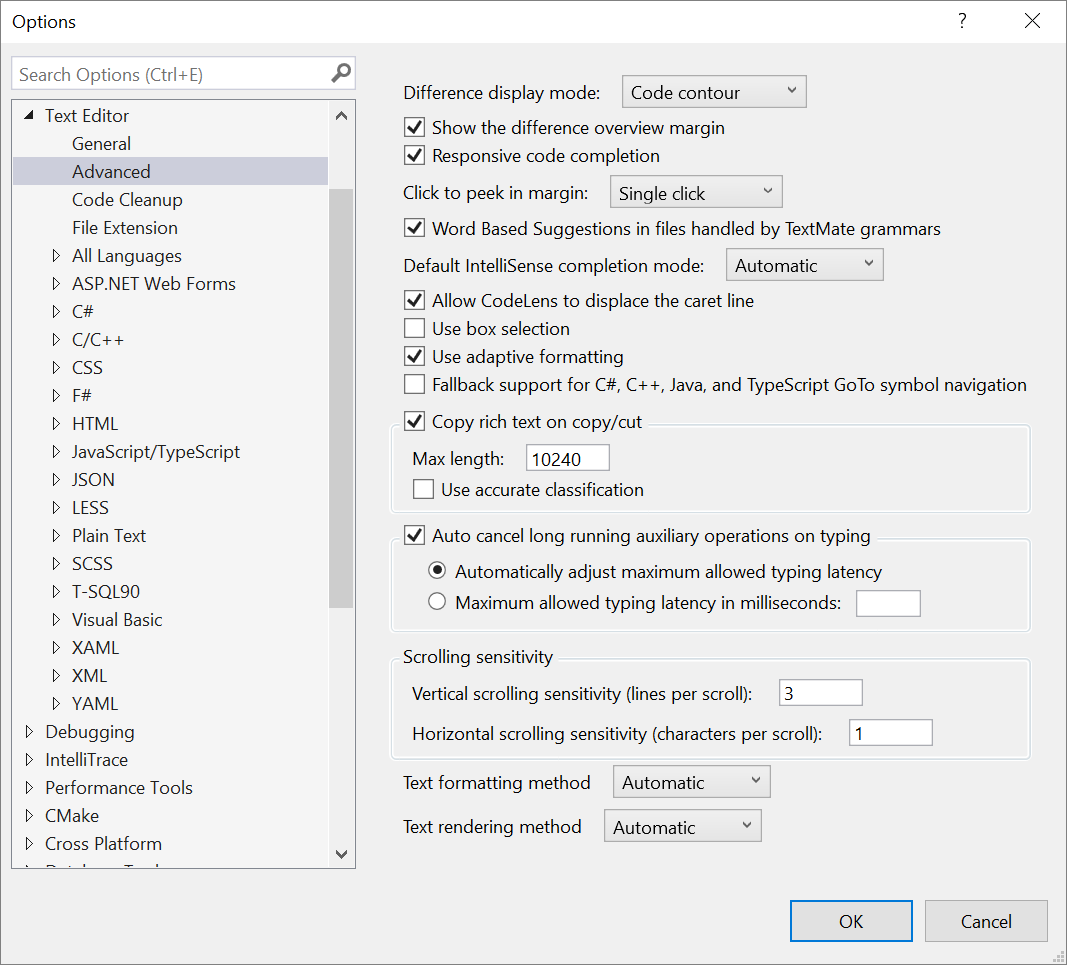 Options
?
Search Options (Ctrl+E)
Text Editor
General
Advanced
Code Cleanup
File Extension
All Languages
ASP.NET Web Forms
C#
C/C++
CSS
F#
HTML
JavaScript/TypeScript
JSON
LESS
Plain Text
SCSS
T-SQL90
Visual Basic
XAML
XML
YAML
Debugging
IntelliTrace
Performance Tools
CMake
Cross Platform
Difference display mode: Code contour
Show the difference overview margin
Responsive code completion
Click to peek in margin: Single click
Word Based Suggestions in files handled by TextMate grammars
Default IntelliSense completion mode: Automatic
Allow CodeLens to displace the caret line
Use box selection
Use adaptive formatting
Fallback support for C#, C++, Java, and TypeScript GoTo symbol navigation
Copy rich text on copy/cut
Max length: 10240
Use accurate classification
Auto cancel long running auxiliary operations on typing
Automatically adjust maximum allowed typing latency
Maximum allowed typing latency in milliseconds:
Scrolling sensitivity
Vertical scrolling sensitivity (lines per scroll): 3
Horizontal scrolling sensitivity (characters per scroll): 1
Text formatting method Automatic
Text rendering method Automatic
OK
Cancel